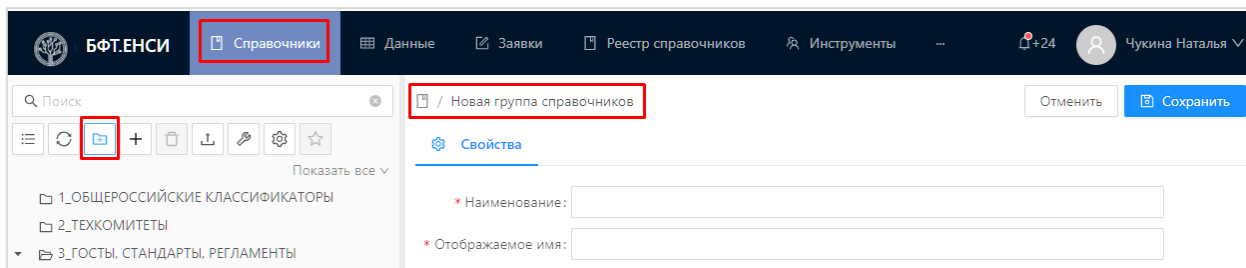 БФТ.ЕНСИ Справочники Данные Заявки Реестр справочников Инструменты ... +24 Чукина Наталья
Поиск / Новая группа справочников Отменить Сохранить
Свойства
Показать все
1_ОБЩЕРОССИЙСКИЕ КЛАССИФИКАТОРЫ * Наименование:
2_ТЕХКОМИТЕТЫ
3_ГОСТЫ, СТАНДАРТЫ, РЕГЛАМЕНТЫ * Отображаемое имя: